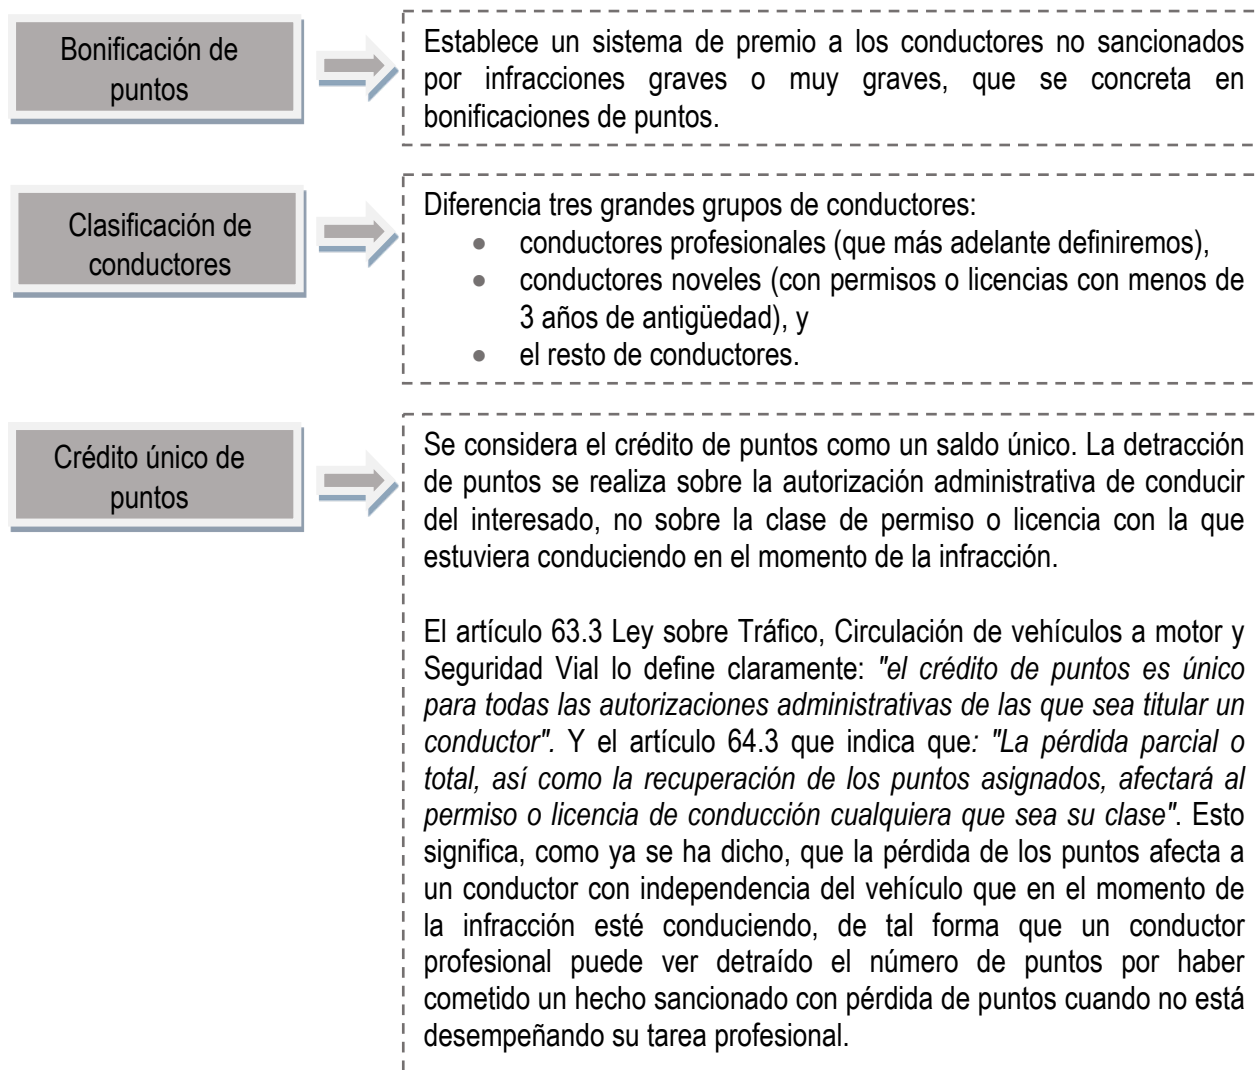 Bonificación de
puntos
Establece un sistema de premio a los conductores no sancionados
por infracciones graves o muy graves, que se concreta en
bonificaciones de puntos.
Clasificación de
conductores
Diferencia tres grandes grupos de conductores:
• conductores profesionales (que más adelante definiremos),
• conductores noveles (con permisos o licencias con menos de
3 años de antigüedad), y
• el resto de conductores.
Crédito único de
puntos
Se considera el crédito de puntos como un saldo único. La detracción
de puntos se realiza sobre la autorización administrativa de conducir
del interesado, no sobre la clase de permiso o licencia con la que
estuviera conduciendo en el momento de la infracción.
El artículo 63.3 Ley sobre Tráfico, Circulación de vehículos a motor y
Seguridad Vial lo define claramente: "el crédito de puntos es único
para todas las autorizaciones administrativas de las que sea titular un
conductor". Y el artículo 64.3 que indica que: "La pérdida parcial o
total, así como la recuperación de los puntos asignados, afectará al
permiso o licencia de conducción cualquiera que sea su clase". Esto
significa, como ya se ha dicho, que la pérdida de los puntos afecta a
un conductor con independencia del vehículo que en el momento de
la infracción esté conduciendo, de tal forma que un conductor
profesional puede ver detraído el número de puntos por haber
cometido un hecho sancionado con pérdida de puntos cuando no está
desempeñando su tarea profesional.